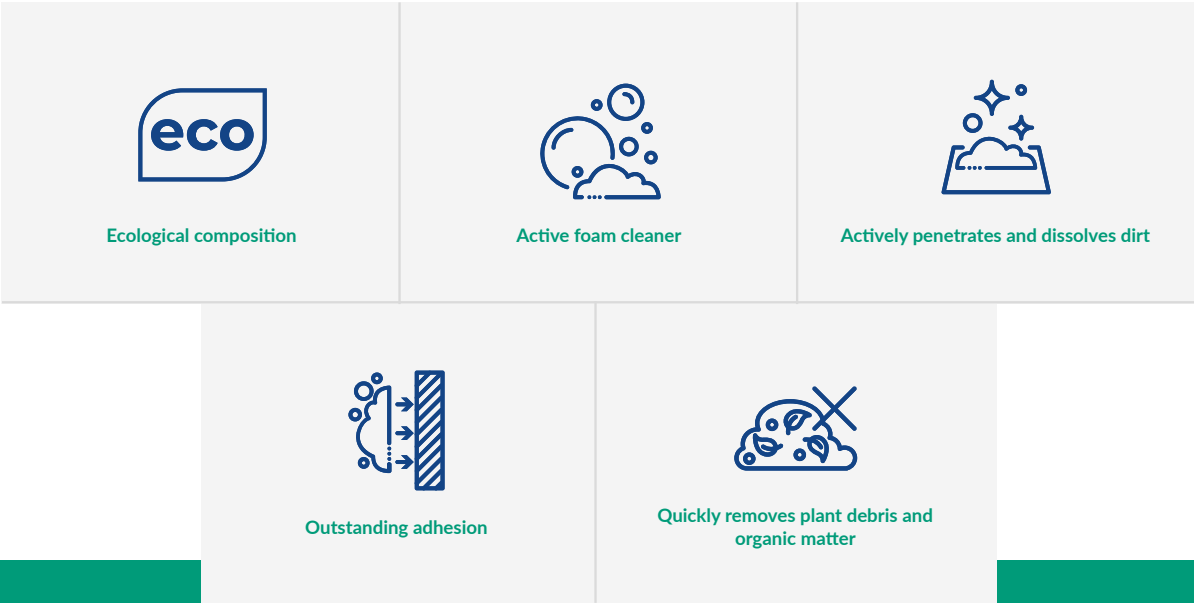 eco
Ecological composition
Active foam cleaner
Actively penetrates and dissolves dirt
Outstanding adhesion
Quickly removes plant debris and
organic matter